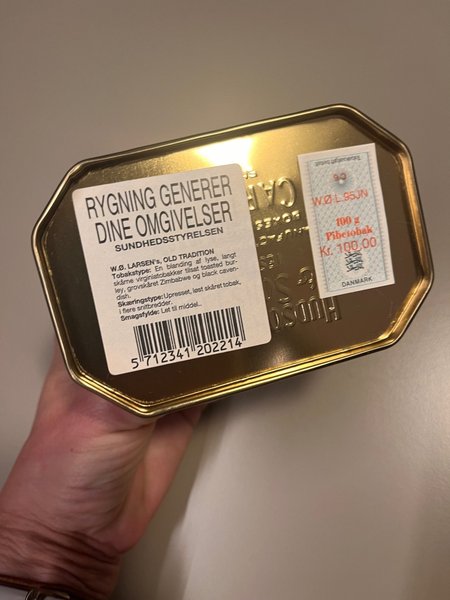 RYGNING GENERER
DINE OMGIVELSER
SUNDHEDSSTYRELSEN
W.Ø. LARSEN's, OLD TRADITION
Tobakstype: En blanding af lyse, langt
skårne virginiatobakker tilsat toasted bur-
ley, grovskåret Zimbabwe og black caven-
dish.
Skæringstype: Upresset, løst skåret tobak,
i flere snitbredder.
Smagsfylde: Let til middel.
5 712341 202214
W.Ø L.95JN
100 g
Pibetobak
Kr. 100,00
DANMARK